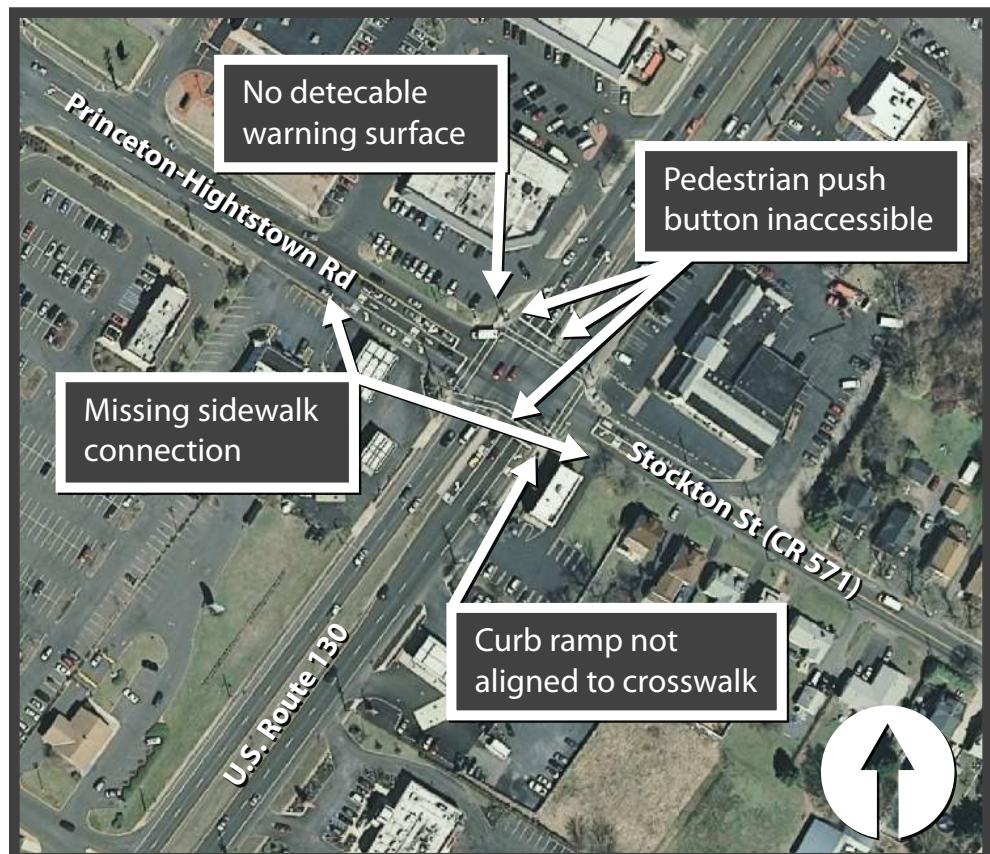 No detecable
warning surface
Princeton-Hightstown Rd
Pedestrian push
button inaccessible
Missing sidewalk
connection
Stockton St (CR 571)
Curb ramp not
aligned to crosswalk
U.S. Route 130